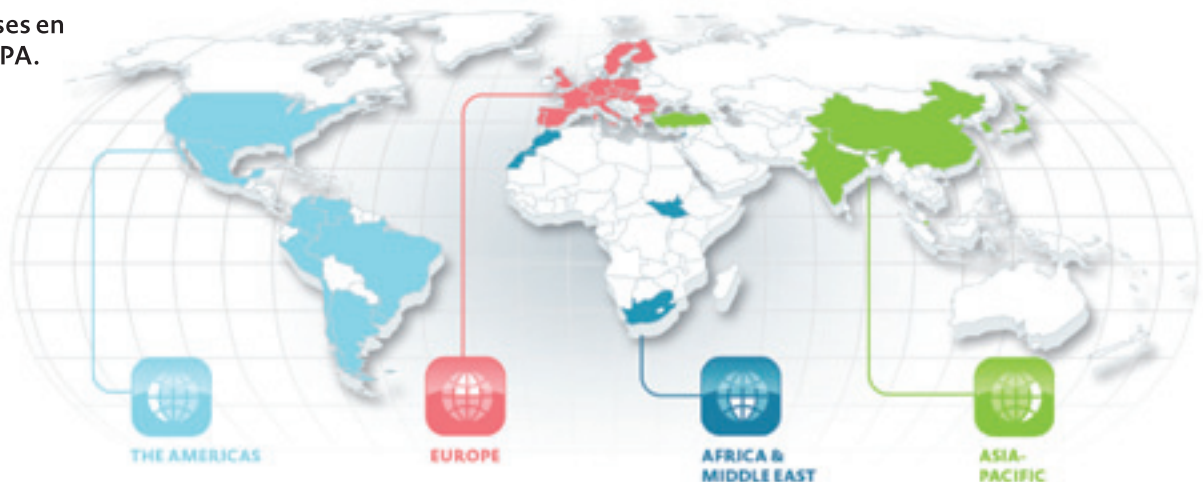 ses en
PA.
THE AMERICAS
EUROPE
AFRICA &
MIDDLE EAST
ASIA-
PACIFIC